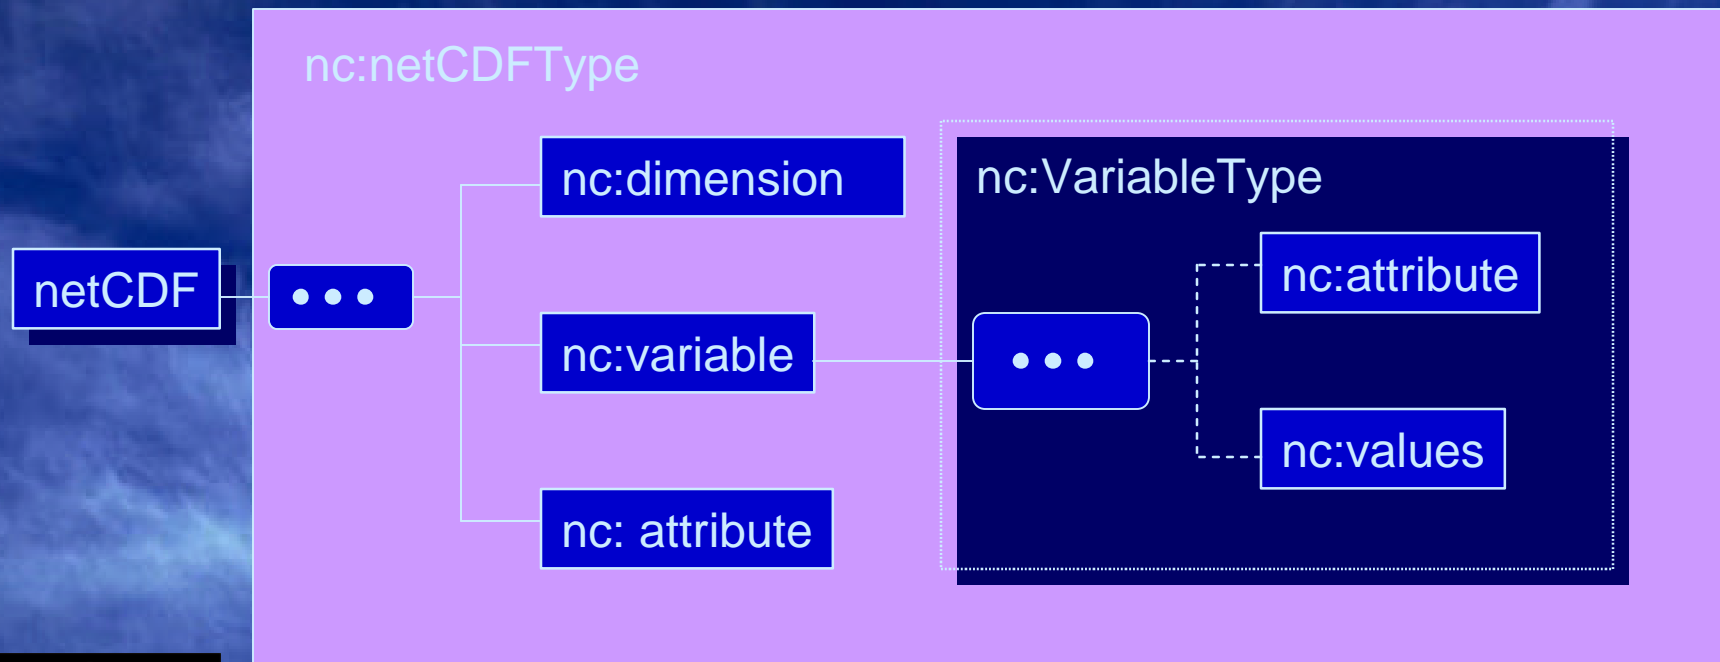 nc:netCDFType
nc:dimension
nc:VariableType
netCDF
nc:attribute
nc:variable
nc:values
nc: attribute